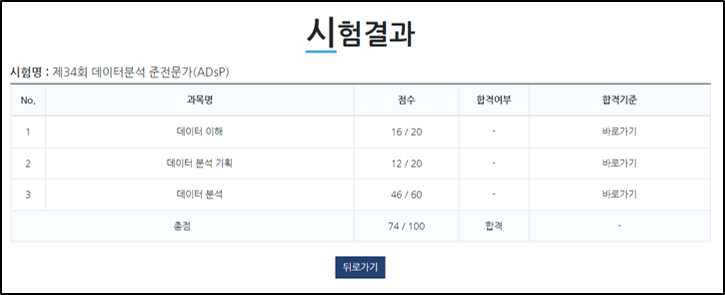 시험결과
시험명 : 제34회 데이터분석 준전문가(ADsP)
No. 과목명 점수 합격여부 합격기준
1 데이터 이해 16 / 20 - 바로가기
2 데이터 분석 기획 12 / 20 - 바로가기
3 데이터 분석 46 / 60 - 바로가기
총점 74 / 100 합격 -
뒤로가기